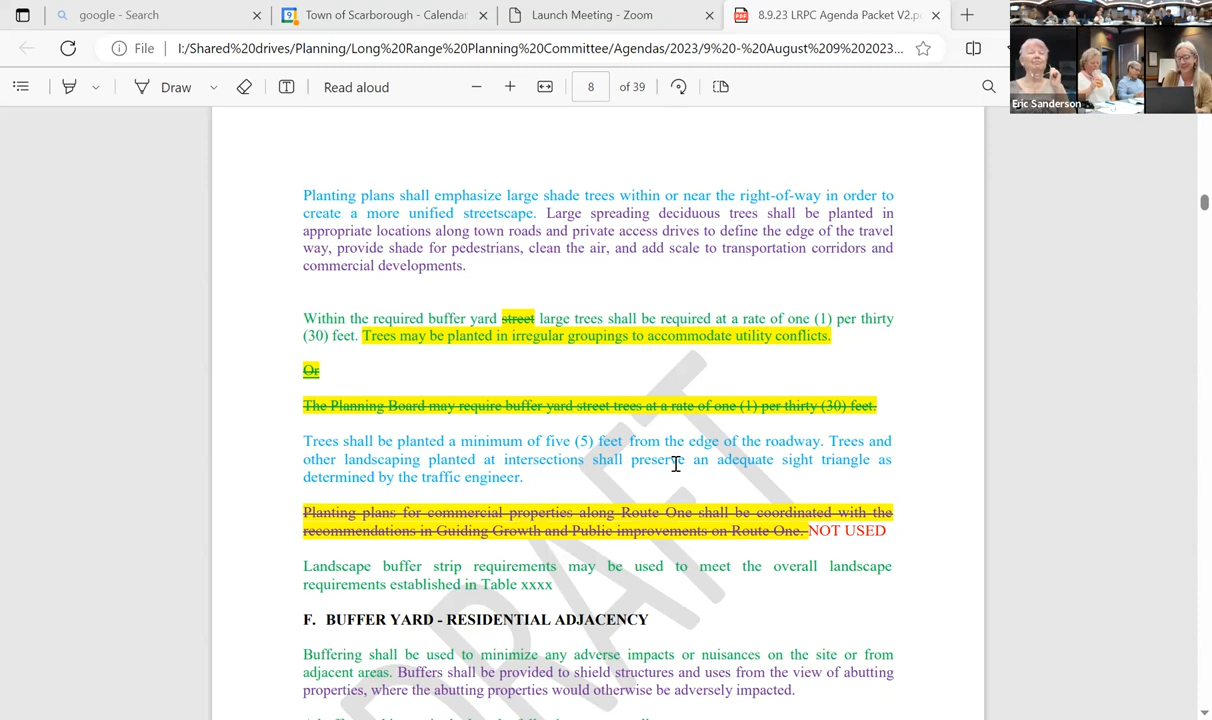 google - Search
Town of Scarborough - Calendar
Launch Meeting - Zoom
8.9.23 LRPC Agenda Packet V2.p
File
I:/Shared%20drives/Planning/Long%20Range%20Planning%20Committee/Agendas/2023/9%20-%20August%209%202023...
Draw
Read aloud
8
of 39
Eric Sanderson
Planting plans shall emphasize large shade trees within or near the right-of-way in order to
create a more unified streetscape. Large spreading deciduous trees shall be planted in
appropriate locations along town roads and private access drives to define the edge of the travel
way, provide shade for pedestrians, clean the air, and add scale to transportation corridors and
commercial developments.
Within the required buffer yard street large trees shall be required at a rate of one (1) per thirty
(30) feet. Trees may be planted in irregular groupings to accommodate utility conflicts.
Or
The Planning Board may require buffer yard street trees at a rate of one (1) per thirty (30) feet.
Trees shall be planted a minimum of five (5) feet from the edge of the roadway. Trees and
other landscaping planted at intersections shall preserve an adequate sight triangle as
determined by the traffic engineer.
Planting plans for commercial properties along Route One shall be coordinated with the
recommendations in Guiding Growth and Public improvements on Route One. NOT USED
Landscape buffer strip requirements may be used to meet the overall landscape
requirements established in Table xxxx
F. BUFFER YARD - RESIDENTIAL ADJACENCY
Buffering shall be used to minimize any adverse impacts or nuisances on the site or from
adjacent areas. Buffers shall be provided to shield structures and uses from the view of abutting
properties, where the abutting properties would otherwise be adversely impacted.
DRAFT